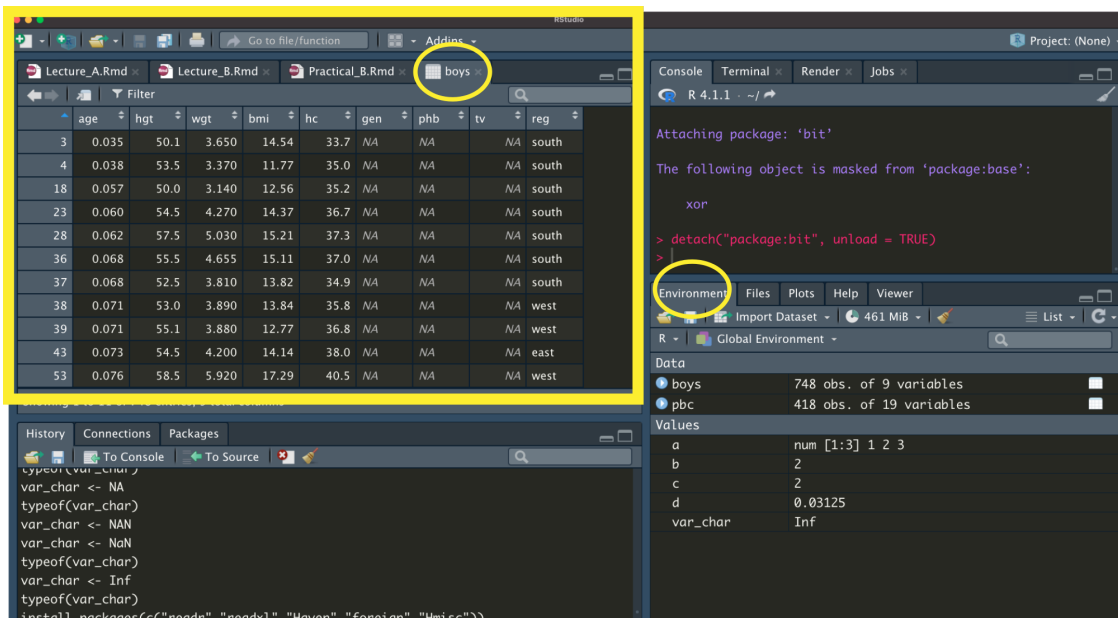 RStudio
Go to file/function
Addins
Project: (None)
Lecture_A.Rmd
Lecture_B.Rmd
Practical_B.Rmd
boys
Filter
age hgt wgt bmi hc gen phb tv reg
3 0.035 50.1 3.650 14.54 33.7 NA NA NA south
4 0.038 53.5 3.370 11.77 35.0 NA NA NA south
18 0.057 50.0 3.140 12.56 35.2 NA NA NA south
23 0.060 54.5 4.270 14.37 36.7 NA NA NA south
28 0.062 57.5 5.030 15.21 37.3 NA NA NA south
36 0.068 55.5 4.655 15.11 37.0 NA NA NA south
37 0.068 52.5 3.810 13.82 34.9 NA NA NA south
38 0.071 53.0 3.890 13.84 35.8 NA NA NA west
39 0.071 55.1 3.880 12.77 36.8 NA NA NA west
43 0.073 54.5 4.200 14.14 38.0 NA NA NA east
53 0.076 58.5 5.920 17.29 40.5 NA NA NA west
History Connections Packages
To Console To Source
typeof(var_char)
var_char <- NA
typeof(var_char)
var_char <- NAN
var_char <- NaN
typeof(var_char)
var_char <- Inf
typeof(var_char)
install.packages(c("readr" "readxl" "Haven" "foreign" "Hmisc"))
Console Terminal Render Jobs
R 4.1.1 · ~/
Attaching package: ‘bit’
The following object is masked from ‘package:base’:
xor
> detach("package:bit", unload = TRUE)
>
Environment Files Plots Help Viewer
Import Dataset 461 MiB List
R Global Environment
Data
boys 748 obs. of 9 variables
pbc 418 obs. of 19 variables
Values
a num [1:3] 1 2 3
b 2
c 2
d 0.03125
var_char Inf